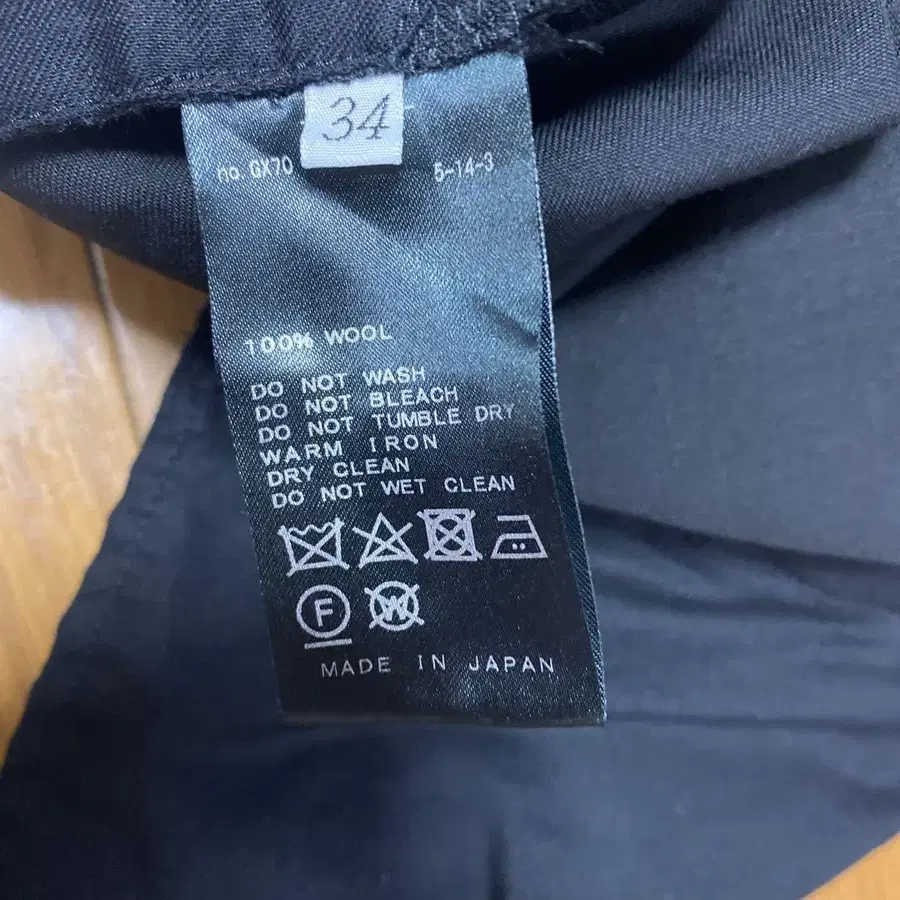 34
no. GX70 5-14-3
100% WOOL
DO NOT WASH
DO NOT BLEACH
DO NOT TUMBLE DRY
WARM IRON
DRY CLEAN
DO NOT WET CLEAN
F W
MADE IN JAPAN